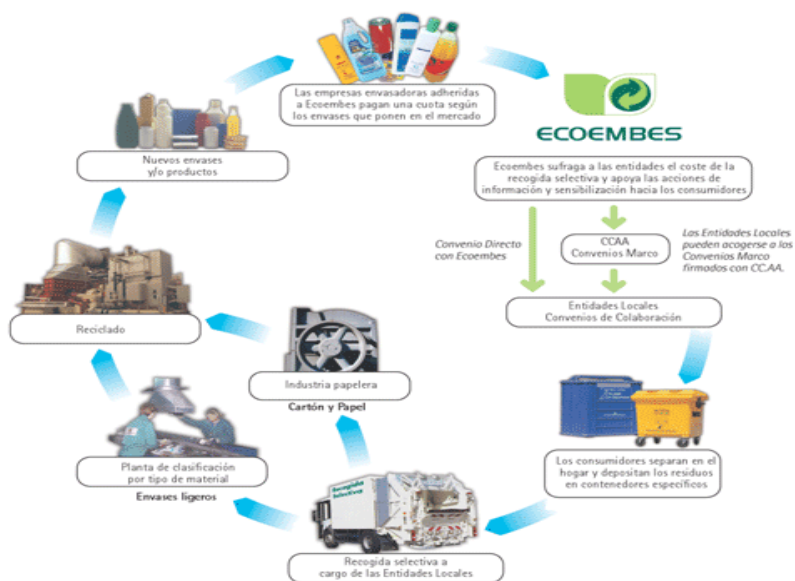 Las empresas envasadoras adheridas
a Ecoembes pagan una cuota según
los envases que ponen en el mercado
ECOEMBES
Ecoembes sufraga a las entidades el coste de la
recogida selectiva y apoya las acciones de
información y sensibilización hacia los consumidores
Convenio Directo
con Ecoembes
CCAA
Convenios Marco
Las Entidades Locales
pueden acogerse a los
Convenios Marco
firmados con CC.AA.
Entidades Locales
Convenios de Colaboración
Los consumidores separan en el
hogar y depositan los residuos
en contenedores específicos
Recogida
Selectiva
Recogida selectiva a
cargo de las Entidades Locales
Industria papelera
Cartón y Papel
Planta de clasificación
por tipo de material
Envases ligeros
Reciclado
Nuevos envases
y/o productos